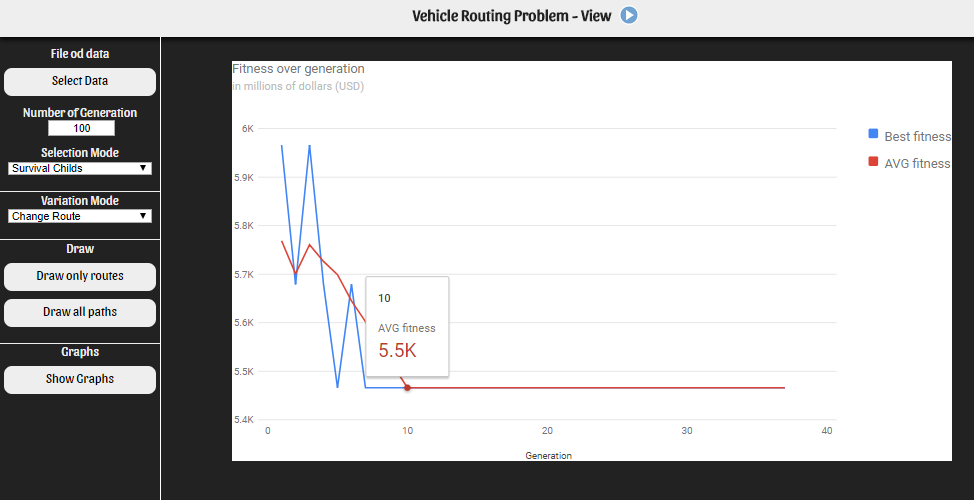 Vehicle Routing Problem - View
File od data
Select Data
Number of Generation
100
Selection Mode
Survival Childs
Variation Mode
Change Route
Draw
Draw only routes
Draw all paths
Graphs
Show Graphs
Fitness over generation
in millions of dollars (USD)
6K
5.9K
5.8K
5.7K
5.6K
5.5K
5.4K
0
10
20
30
40
Generation
10
AVG fitness
5.5K
Best fitness
AVG fitness